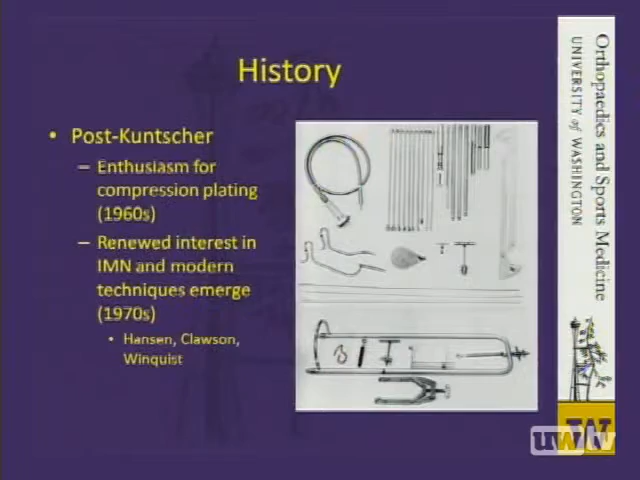 History
• Post-Kuntscher
– Enthusiasm for
compression plating
(1960s)
– Renewed interest in
IMN and modern
techniques emerge
(1970s)
• Hansen, Clawson,
Winquist
Orthopaedics and Sports Medicine
UNIVERSITY of WASHINGTON
W
uwtv